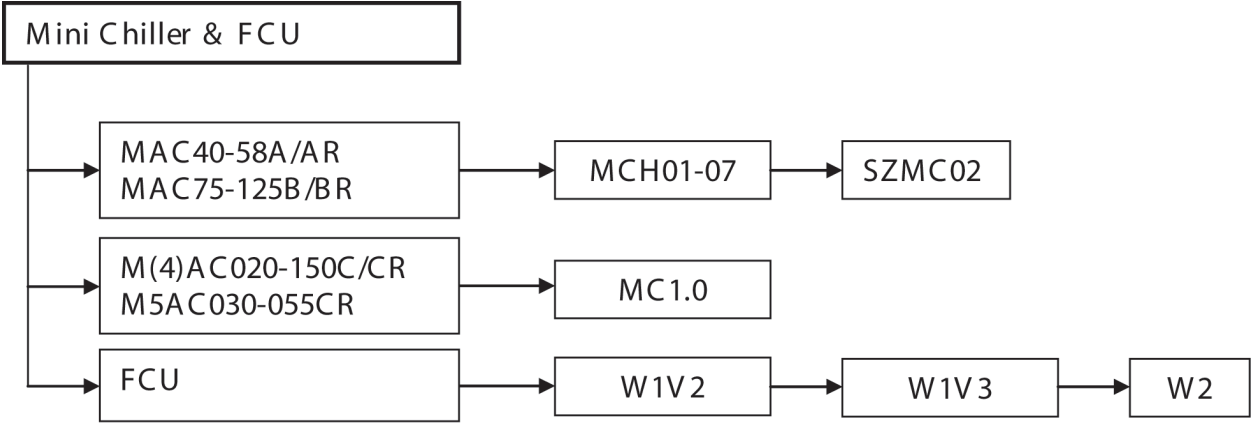 Mini Chiller & FCU
MAC40-58A/AR
MAC75-125B/BR
MCH01-07
SZMC02
M(4)AC020-150C/CR
M5AC030-055CR
MC1.0
FCU
W1V2
W1V3
W2